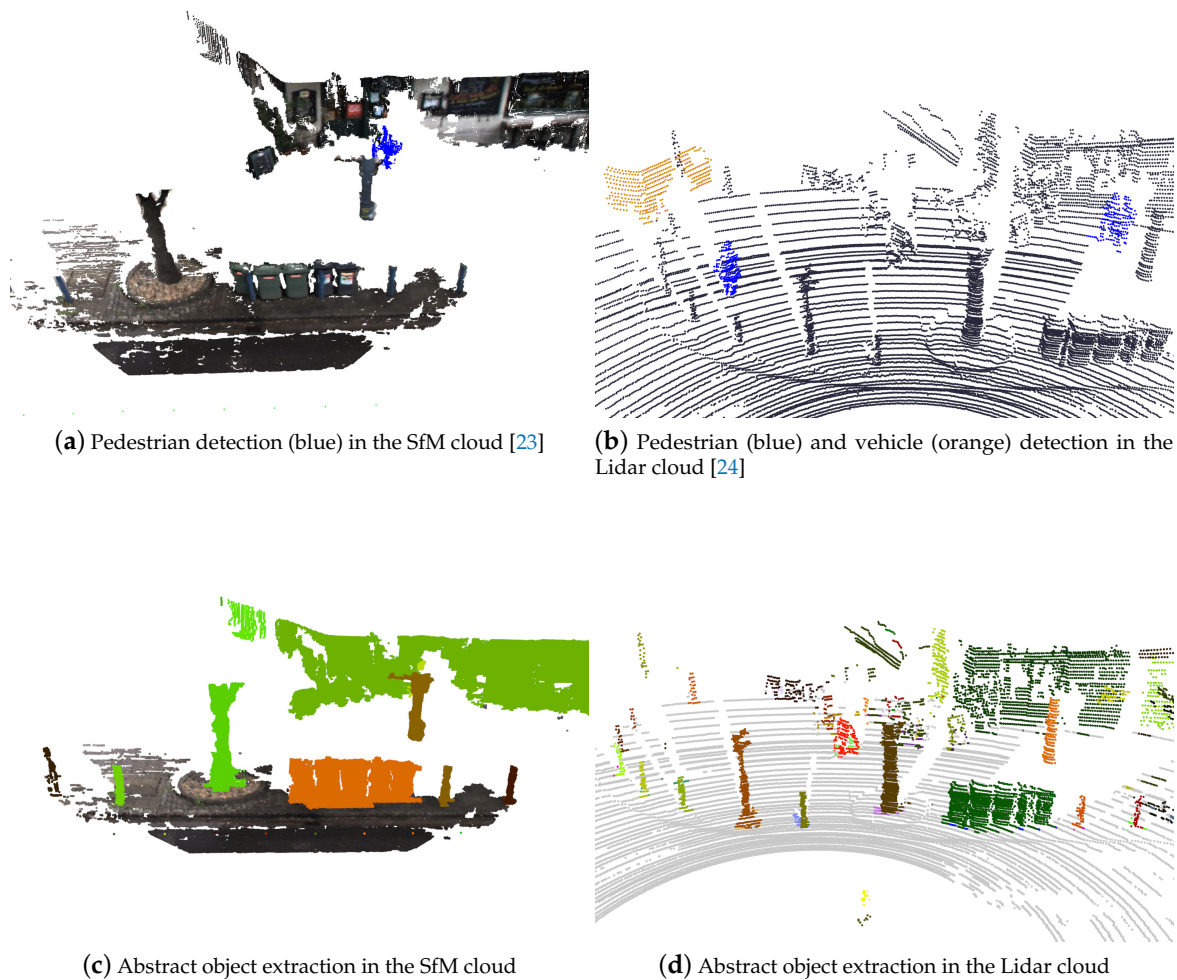 (a) Pedestrian detection (blue) in the SfM cloud [23]
(b) Pedestrian (blue) and vehicle (orange) detection in the
Lidar cloud [24]
(c) Abstract object extraction in the SfM cloud
(d) Abstract object extraction in the Lidar cloud